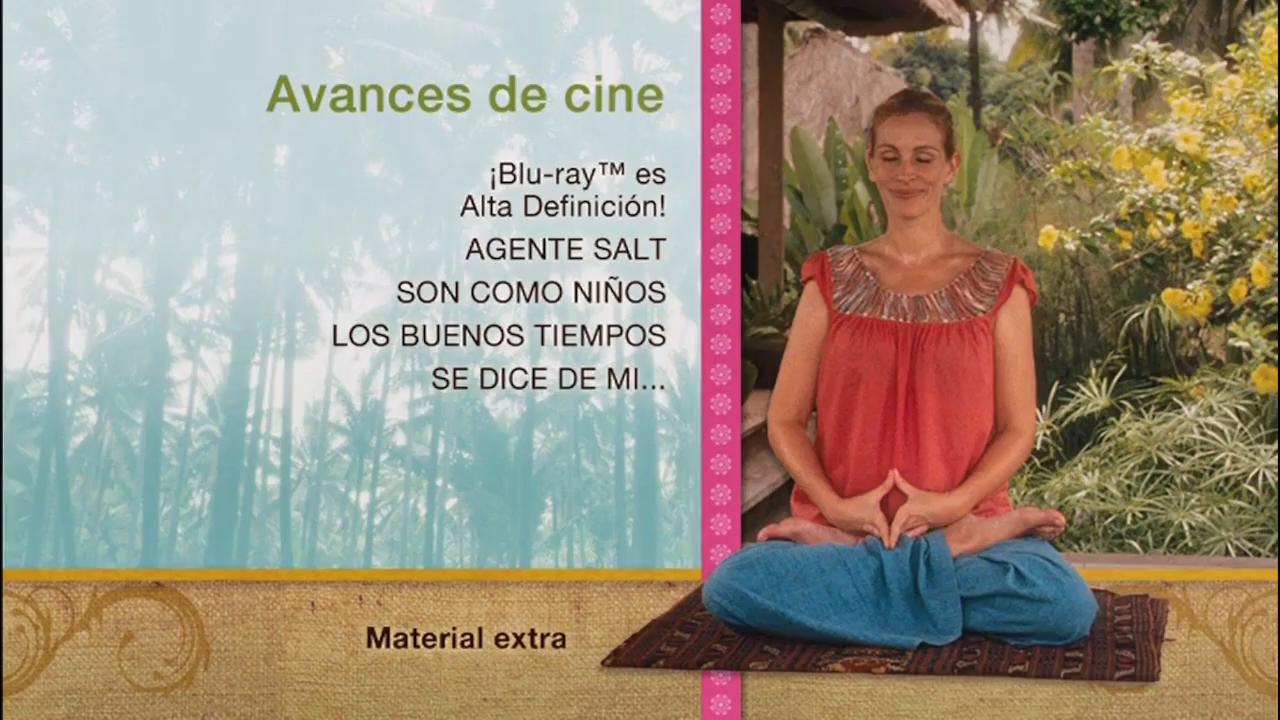 Avances de cine
¡Blu-ray™ es
Alta Definición!
AGENTE SALT
SON COMO NIÑOS
LOS BUENOS TIEMPOS
SE DICE DE MI...
Material extra